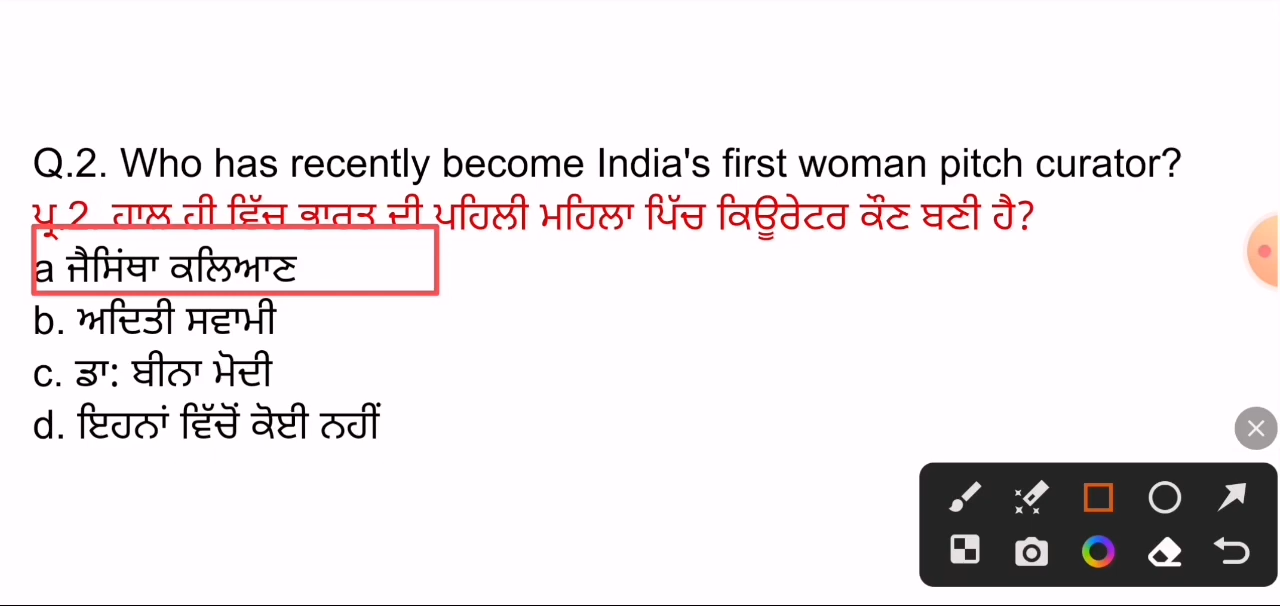 Q.2. Who has recently become India's first woman pitch curator?
ਪ੍ਰ.2. ਹਾਲ ਹੀ ਵਿੱਚ ਭਾਰਤ ਦੀ ਪਹਿਲੀ ਮਹਿਲਾ ਪਿੱਚ ਕਿਊਰੇਟਰ ਕੌਣ ਬਣੀ ਹੈ?
a ਜੈਸਿੰਥਾ ਕਲਿਆਣ
b. ਅਦਿਤੀ ਸਵਾਮੀ
c. ਡਾ: ਬੀਨਾ ਮੋਦੀ
d. ਇਹਨਾਂ ਵਿੱਚੋਂ ਕੋਈ ਨਹੀਂ